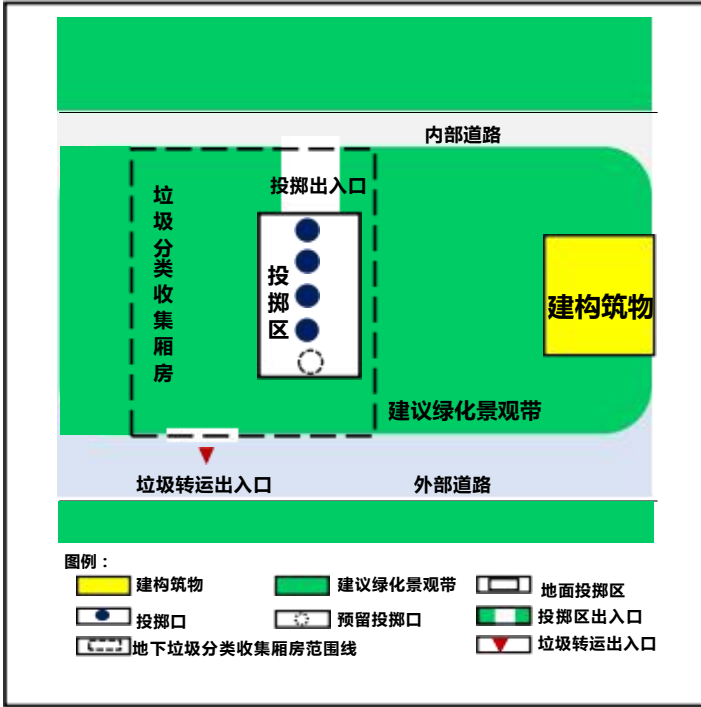 内部道路
投掷出入口
垃圾分类收集厢房
投掷区
建构筑物
建议绿化景观带
垃圾转运出入口
外部道路
图例：
建构筑物
建议绿化景观带
地面投掷区
投掷口
预留投掷口
投掷区出入口
地下垃圾分类收集厢房范围线
垃圾转运出入口